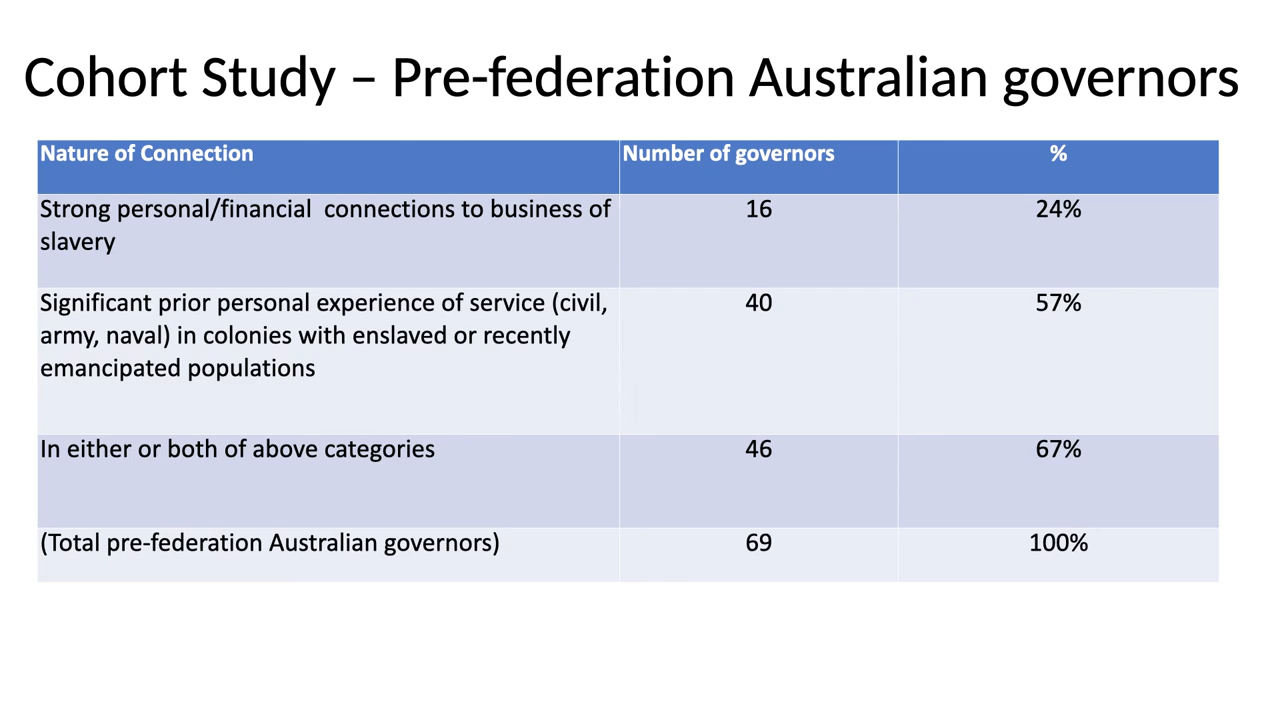 Cohort Study – Pre-federation Australian governors
Nature of Connection
Number of governors
%
Strong personal/financial  connections to business of
slavery
16
24%
Significant prior personal experience of service (civil,
army, naval) in colonies with enslaved or recently
emancipated populations
40
57%
In either or both of above categories
46
67%
(Total pre-federation Australian governors)
69
100%